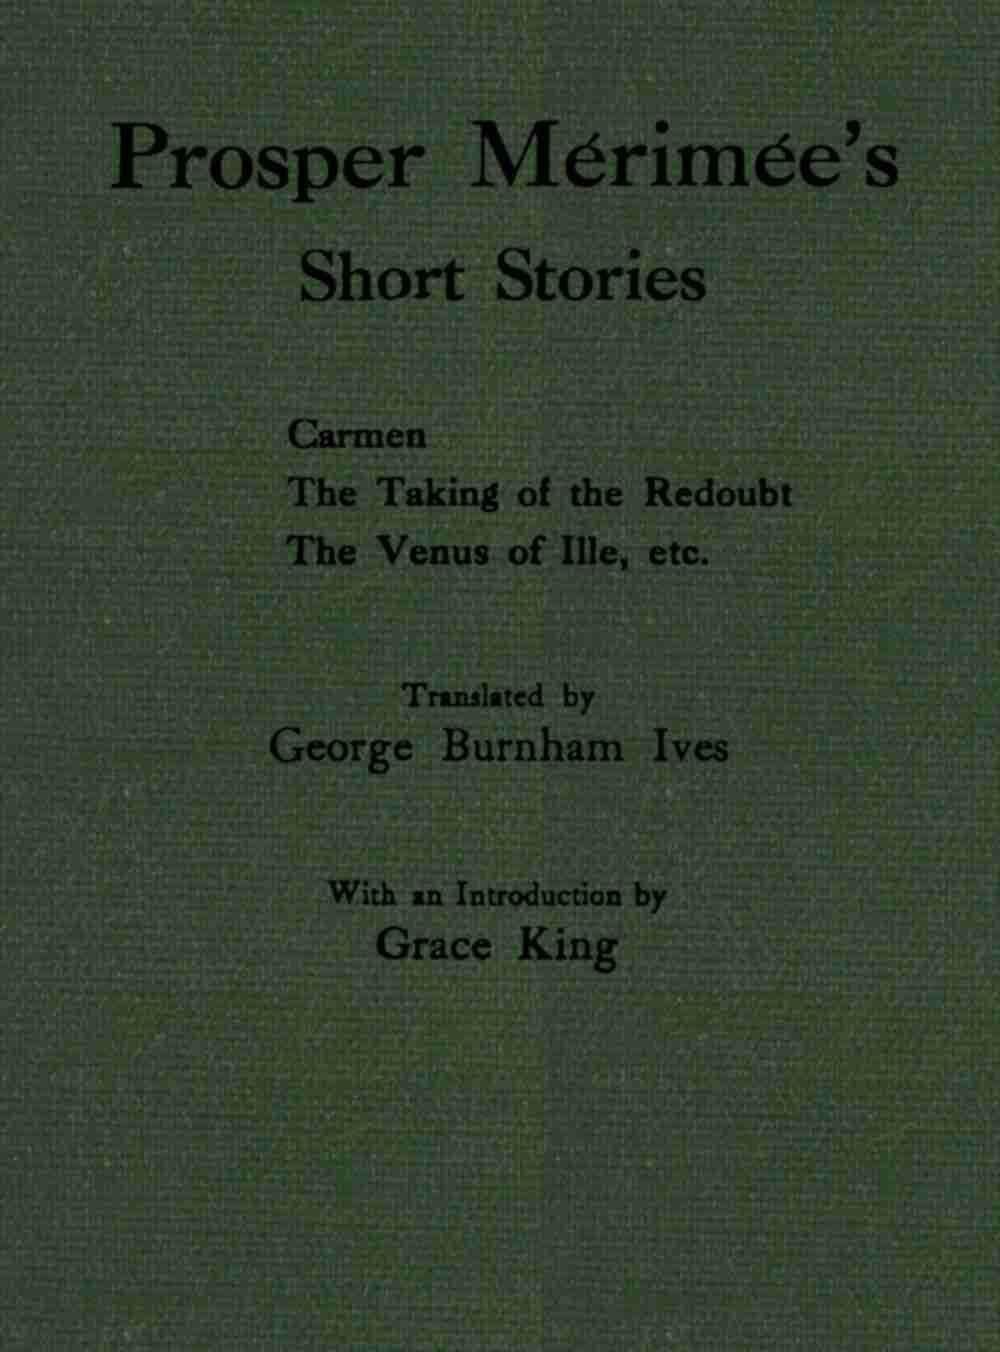 Prosper Mérimée's
Short Stories
Carmen
The Taking of the Redoubt
The Venus of Ille, etc.
Translated by
George Burnham Ives
With an Introduction by
Grace King